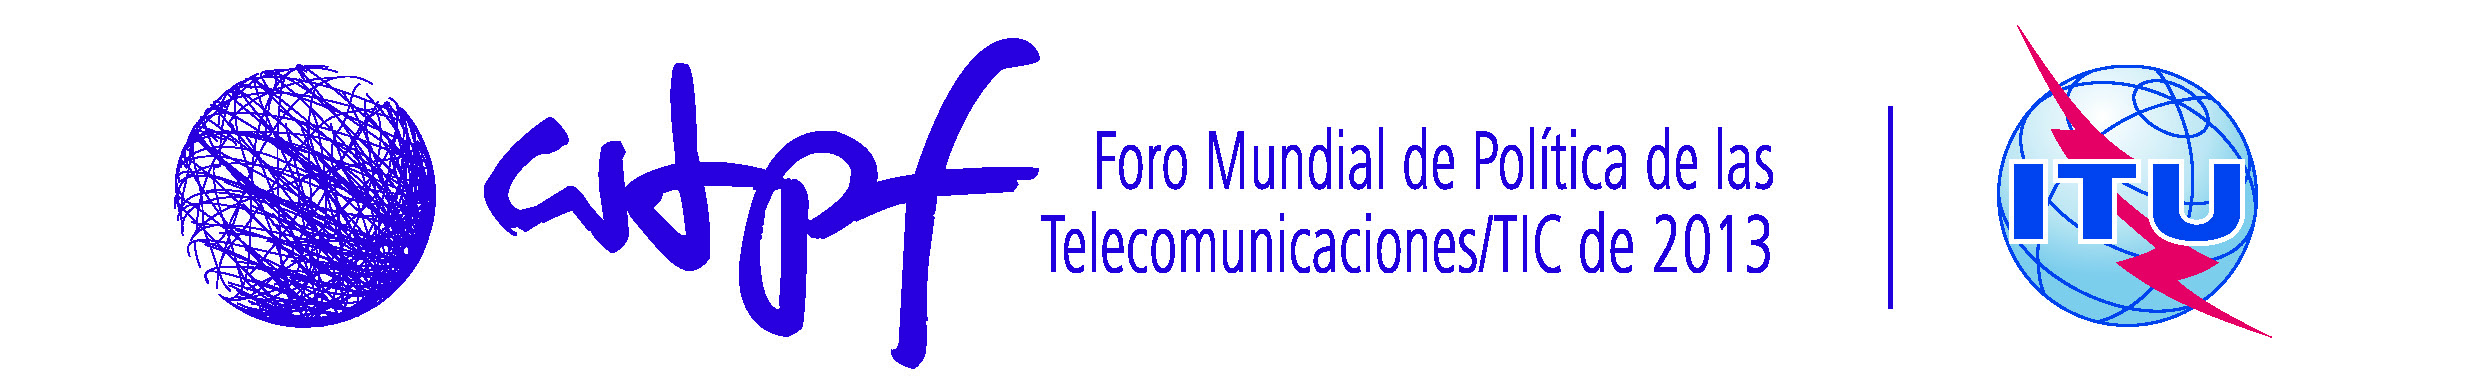 wtpf
Foro Mundial de Política de las
Telecomunicaciones/TIC de 2013
ITU